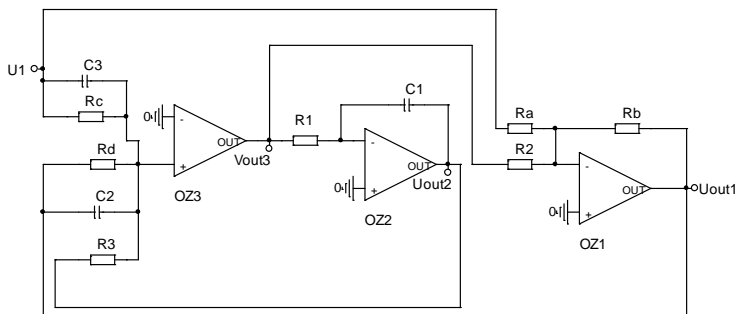 U1
C3
Rc
0
-
+
OUT
OZ3
Vout3
Rd
C2
R3
R1
C1
0
-
+
OUT
OZ2
Uout2
Ra
R2
Rb
0
-
+
OUT
OZ1
Uout1